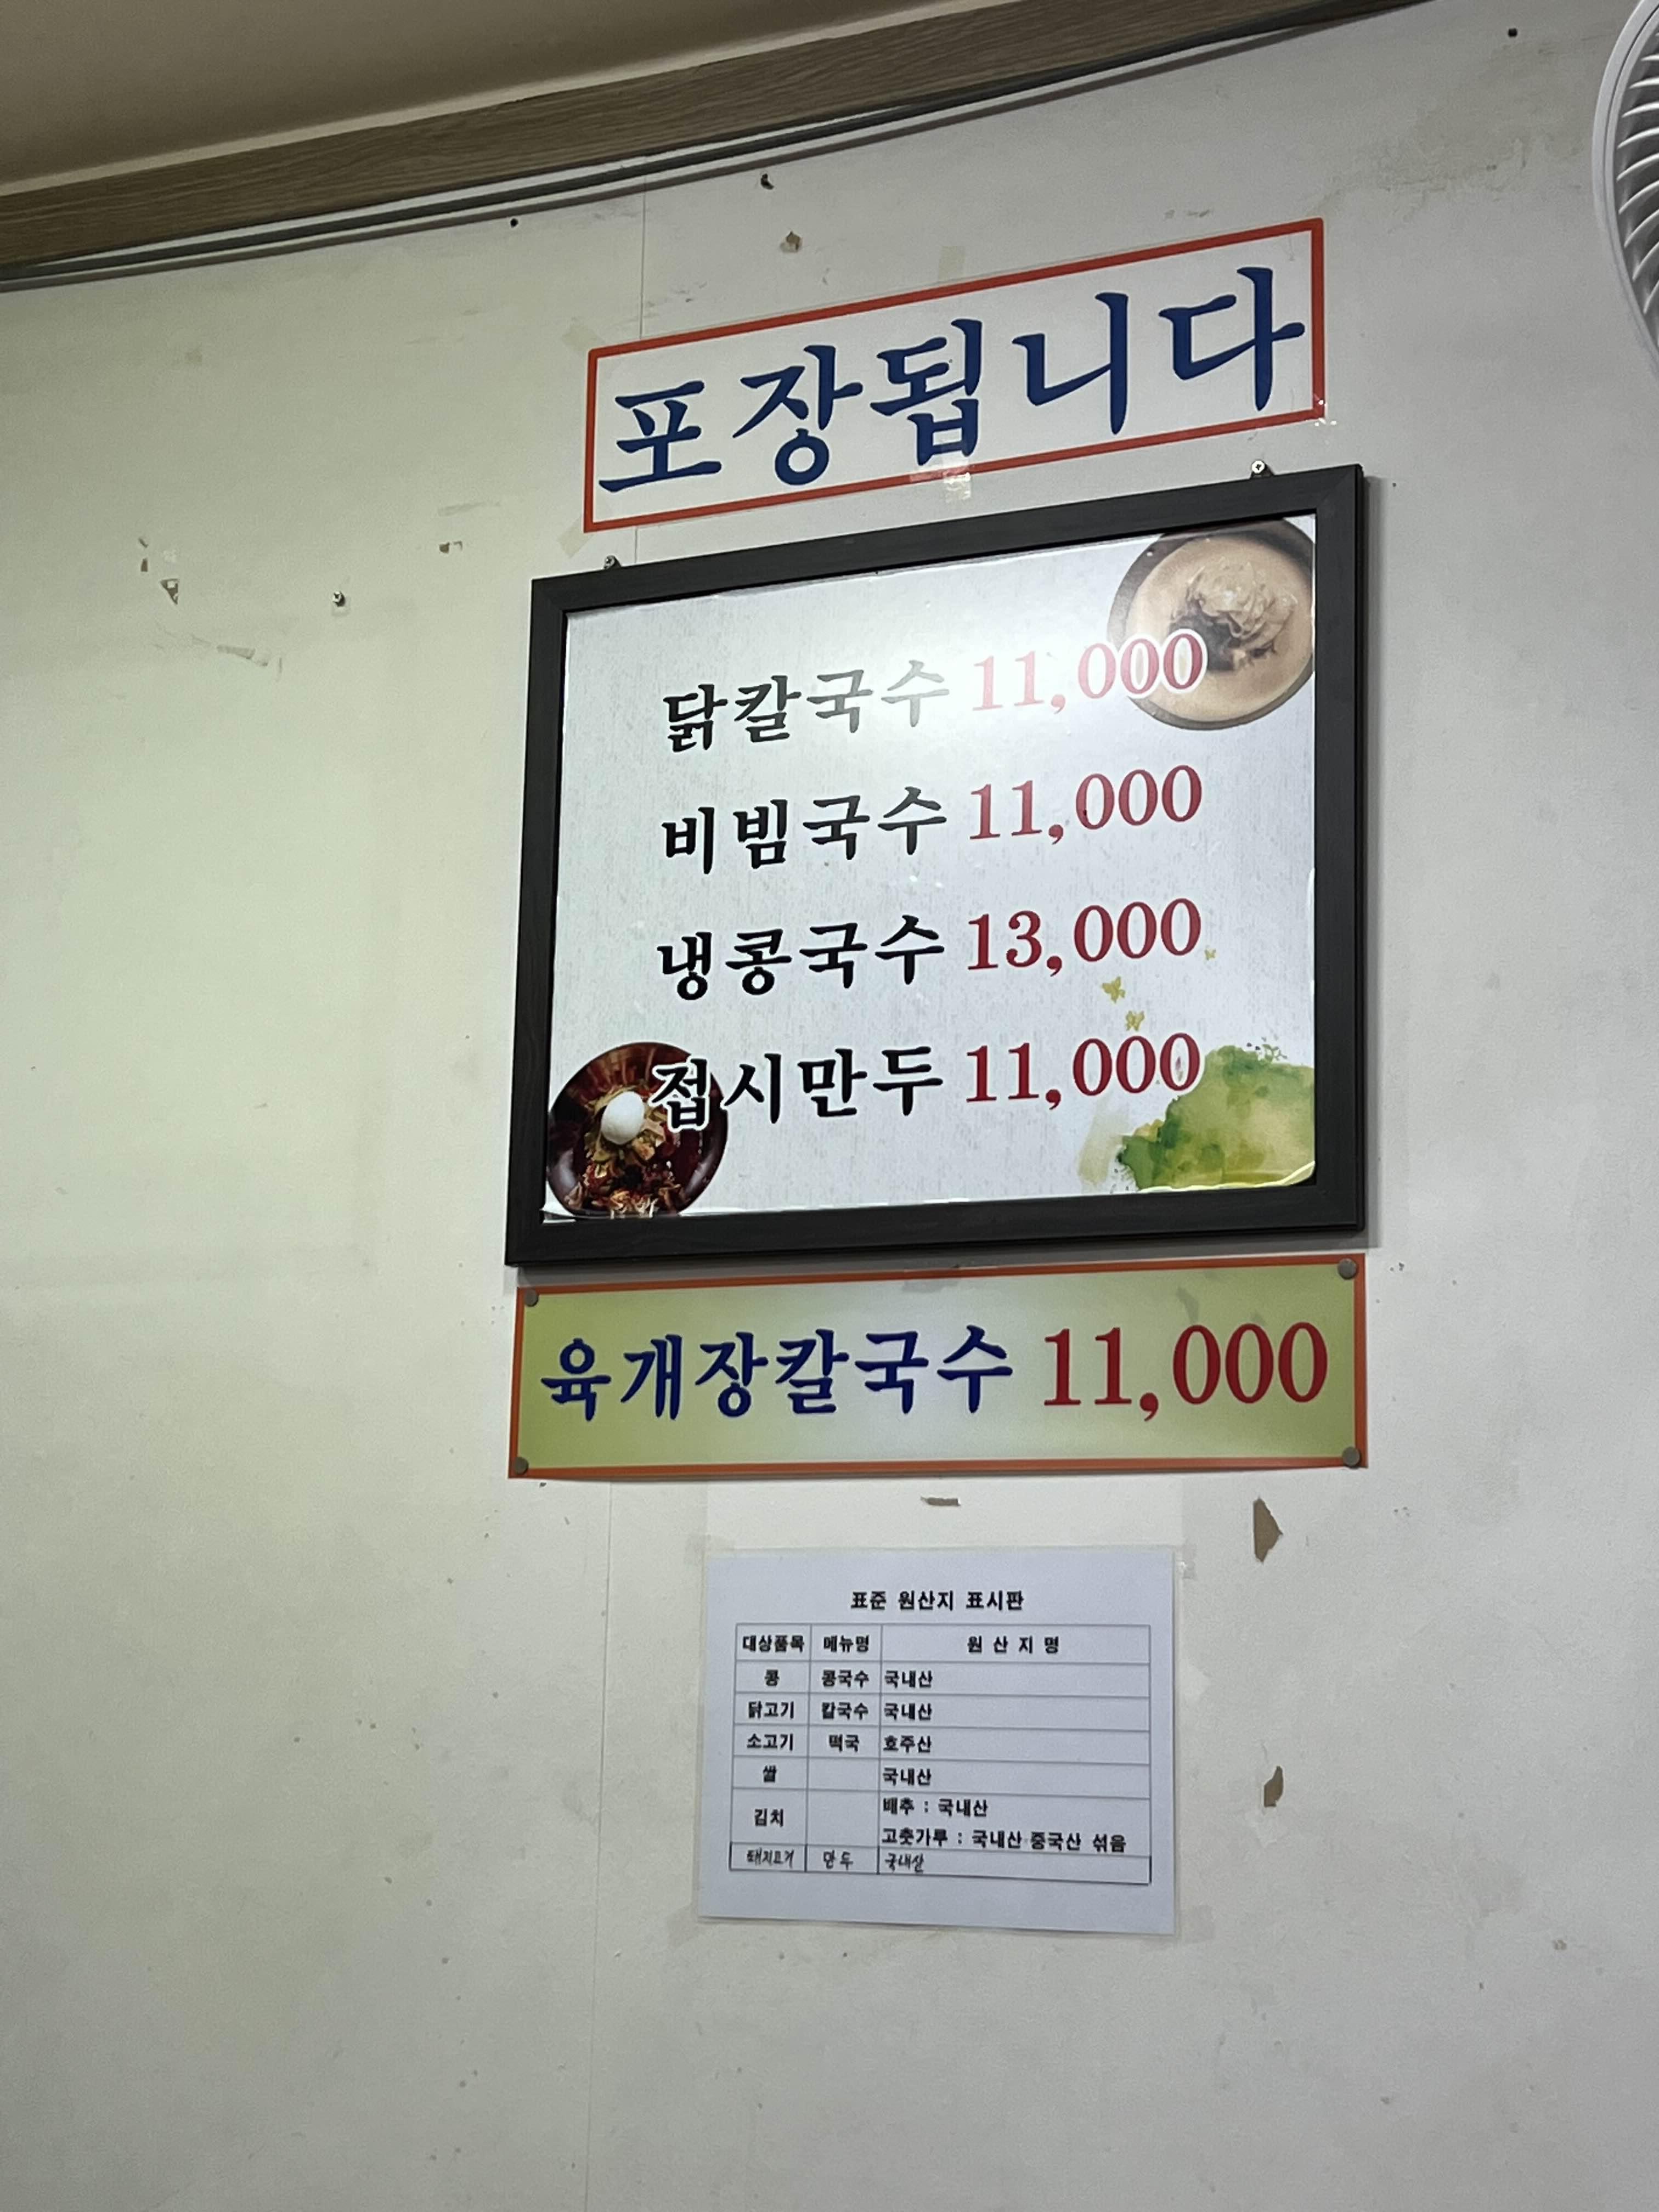 포장됩니다
닭칼국수 11,000
비빔국수 11,000
냉콩국수 13,000
접시만두 11,000
육개장칼국수 11,000
표준 원산지 표시판
대상품목 메뉴명 원 산 지 명
콩 콩국수 국내산
닭고기 칼국수 국내산
소고기 떡국 호주산
쌀 국내산
김치 배추 : 국내산
고춧가루 : 국내산 중국산 섞음
돼지고기 만두 국내산